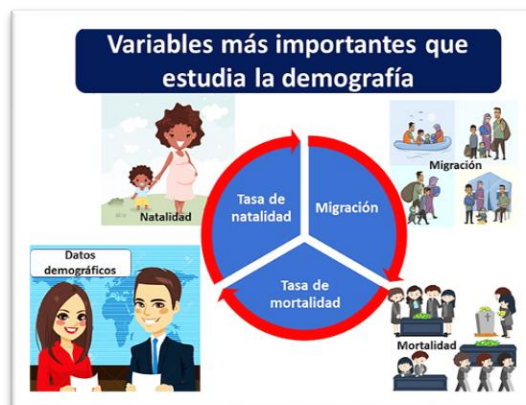 Variables más importantes que
estudia la demografía
Natalidad
Tasa de
natalidad
Migración
Migración
Datos
demográficos
Tasa de
mortalidad
Mortalidad